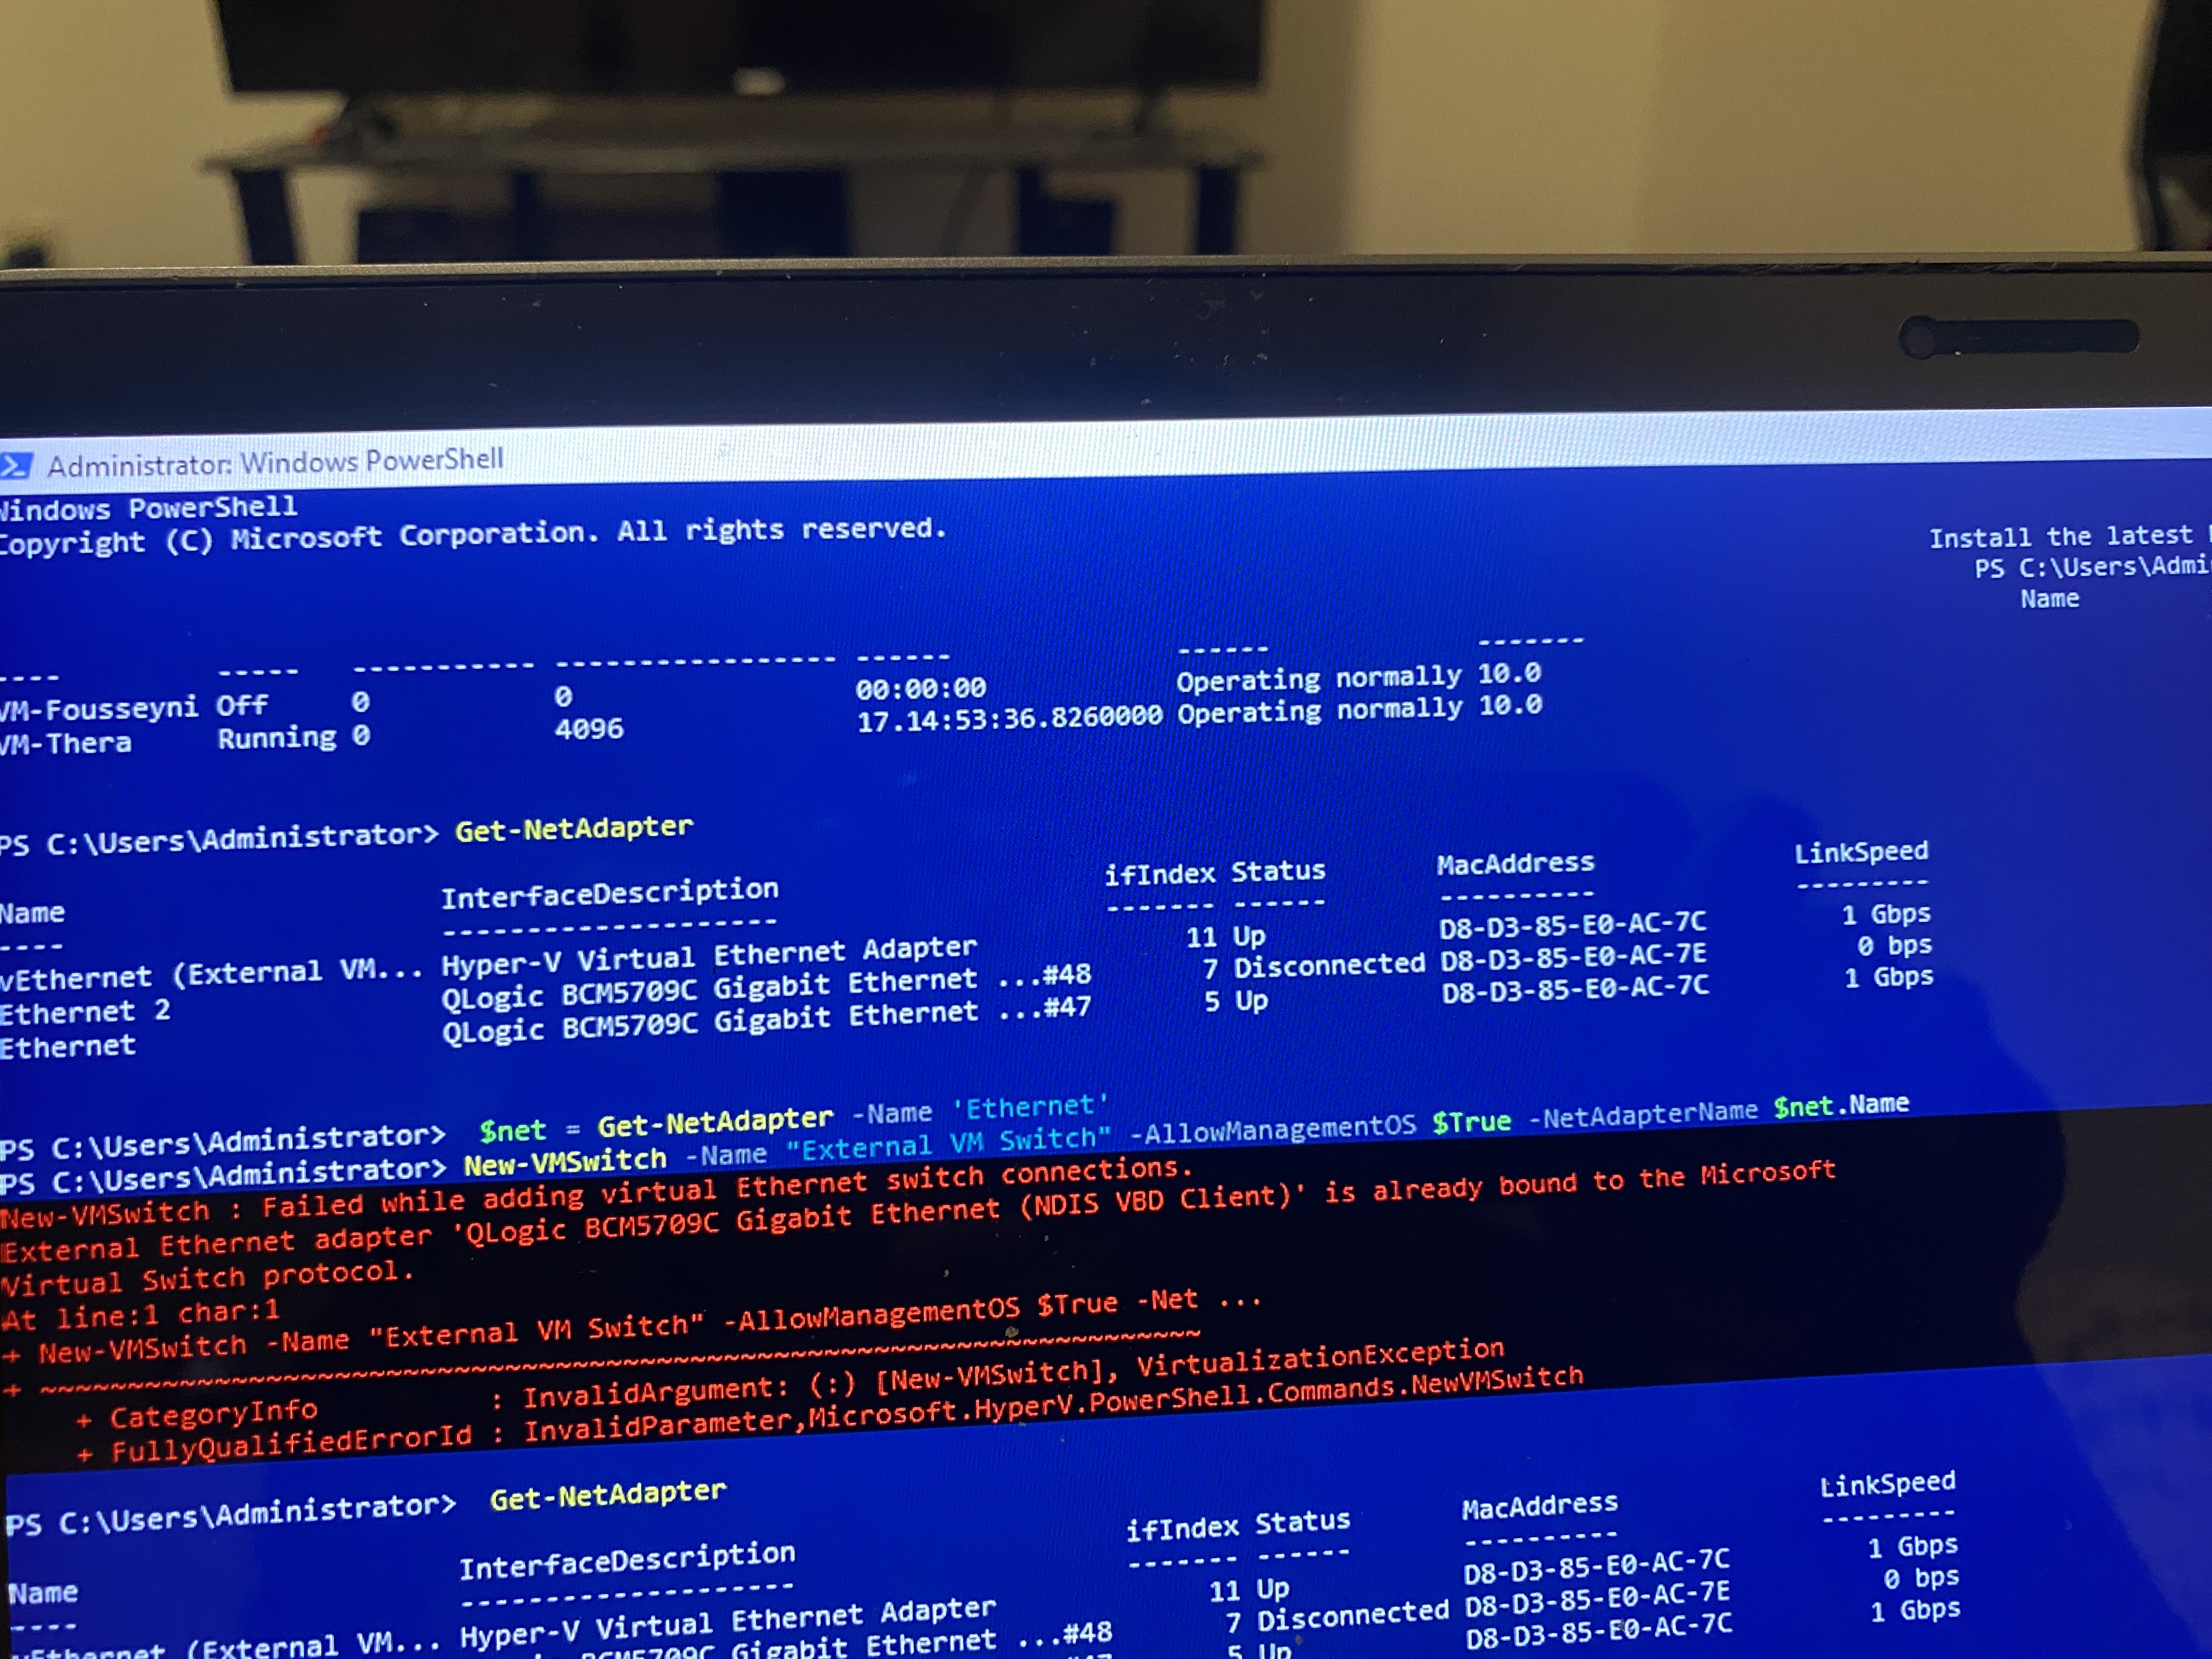 Administrator: Windows PowerShell
Windows PowerShell
Copyright (C) Microsoft Corporation. All rights reserved.
Install the latest
PS C:\Users\Admi
Name
---- ----- ----------- ----------------- ------ ------ -------
VM-Fousseyni Off 0 0 00:00:00 Operating normally 10.0
VM-Thera Running 0 4096 17.14:53:36.8260000 Operating normally 10.0
PS C:\Users\Administrator> Get-NetAdapter
Name InterfaceDescription ifIndex Status MacAddress LinkSpeed
---- -------------------- ------- ------ ---------- ---------
vEthernet (External VM... Hyper-V Virtual Ethernet Adapter 11 Up D8-D3-85-E0-AC-7C 1 Gbps
Ethernet 2 QLogic BCM5709C Gigabit Ethernet ...#48 7 Disconnected D8-D3-85-E0-AC-7E 0 bps
Ethernet QLogic BCM5709C Gigabit Ethernet ...#47 5 Up D8-D3-85-E0-AC-7C 1 Gbps
PS C:\Users\Administrator> $net = Get-NetAdapter -Name 'Ethernet'
PS C:\Users\Administrator> New-VMSwitch -Name "External VM Switch" -AllowManagementOS $True -NetAdapterName $net.Name
New-VMSwitch : Failed while adding virtual Ethernet switch connections.
External Ethernet adapter 'QLogic BCM5709C Gigabit Ethernet (NDIS VBD Client)' is already bound to the Microsoft
Virtual Switch protocol.
At line:1 char:1
+ New-VMSwitch -Name "External VM Switch" -AllowManagementOS $True -Net ...
+ ~~~~~~~~~~~~~~~~~~~~~~~~~~~~~~~~~~~~~~~~~~~~~~~~~~~~~~~~~~~~~~~~~
+ CategoryInfo : InvalidArgument: (:) [New-VMSwitch], VirtualizationException
+ FullyQualifiedErrorId : InvalidParameter,Microsoft.HyperV.PowerShell.Commands.NewVMSwitch
PS C:\Users\Administrator> Get-NetAdapter
Name InterfaceDescription ifIndex Status MacAddress LinkSpeed
---- -------------------- ------- ------ ---------- ---------
vEthernet (External VM... Hyper-V Virtual Ethernet Adapter 11 Up D8-D3-85-E0-AC-7C 1 Gbps
BCM5709C Gigabit Ethernet ...#48 7 Disconnected D8-D3-85-E0-AC-7E 0 bps
5 Up D8-D3-85-E0-AC-7C 1 Gbps